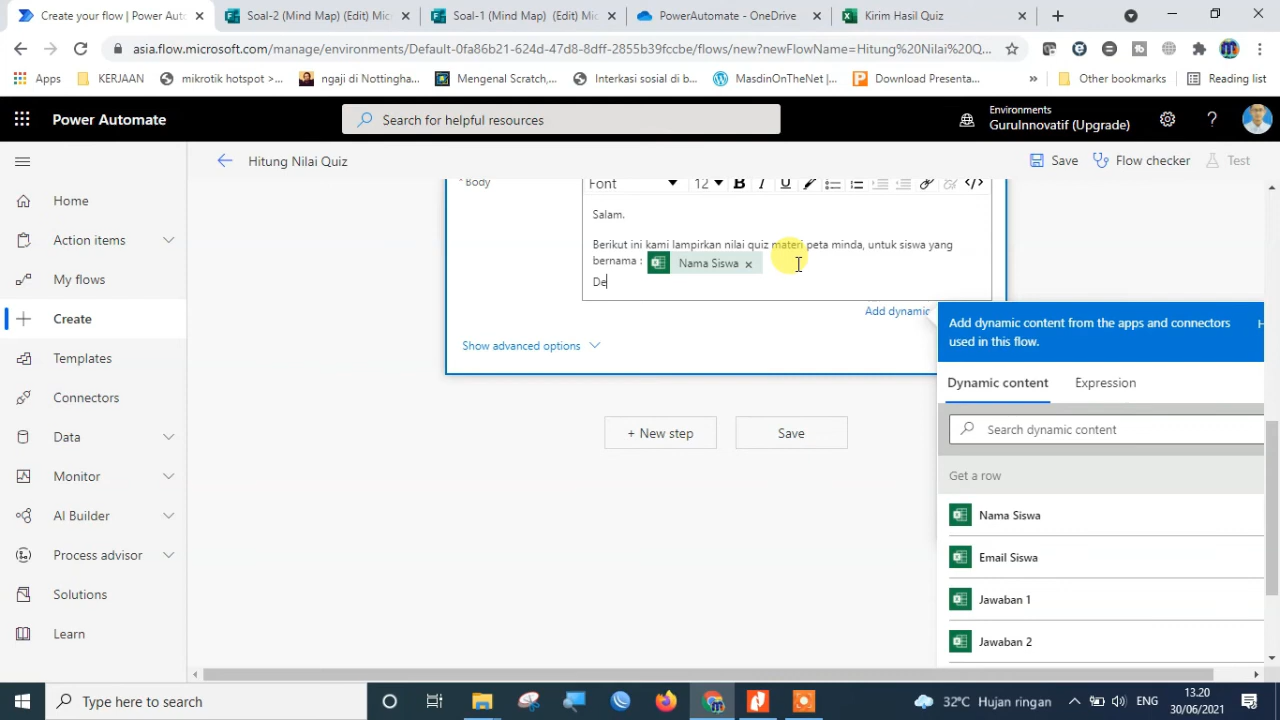 Create your flow | Power Auto
Soal-2 (Mind Map) (Edit) Mic
Soal-1 (Mind Map) (Edit) Mic
PowerAutomate - OneDrive
Kirim Hasil Quiz
asia.flow.microsoft.com/manage/environments/Default-0fa86b21-624d-47d8-8dff-2855b39fccbe/flows/new?newFlowName=Hitung%20Nilai%20Q...
Apps
KERJAAN
mikrotik hotspot >...
ngaji di Nottingha...
Mengenal Scratch,...
Interkasi sosial di b...
MasdinOnTheNet |...
Download Presenta...
Other bookmarks
Reading list
Power Automate
Search for helpful resources
Environments
GuruInnovatif (Upgrade)
Hitung Nilai Quiz
Save
Flow checker
Test
Home
Action items
My flows
Create
Templates
Connectors
Data
Monitor
AI Builder
Process advisor
Solutions
Learn
* Body
Font
12
B I U
Salam,
Berikut ini kami lampirkan nilai quiz materi peta minda, untuk siswa yang
bernama : Nama Siswa ×
De
Add dynamic
Show advanced options
+ New step
Save
Add dynamic content from the apps and connectors
used in this flow.
H
Dynamic content
Expression
Search dynamic content
Get a row
Nama Siswa
Email Siswa
Jawaban 1
Jawaban 2
Type here to search
32°C Hujan ringan
ENG
13.20
30/06/2021